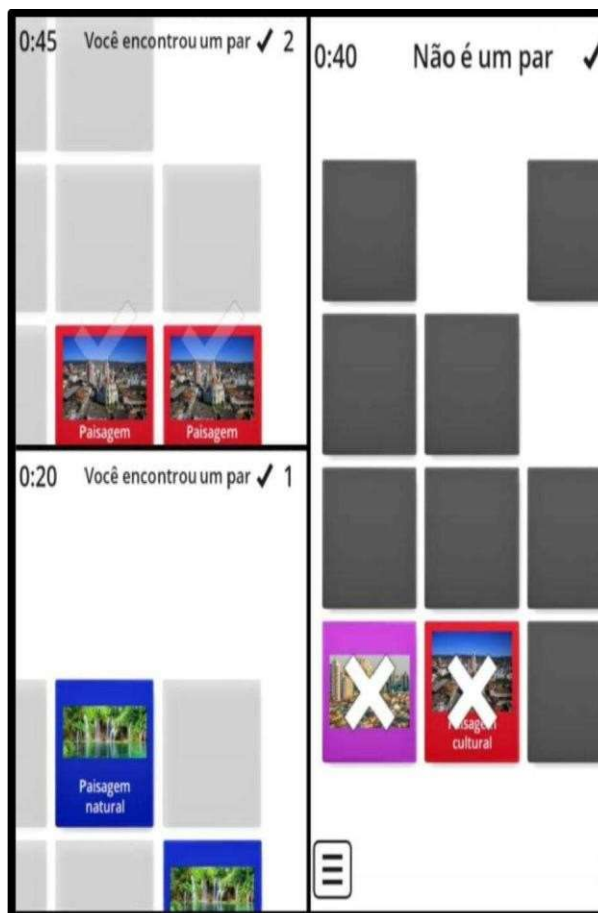 0:45 Você encontrou um par ✓ 2
Paisagem Paisagem
0:20 Você encontrou um par ✓ 1
Paisagem
natural
0:40 Não é um par ✓
Paisagem
cultural